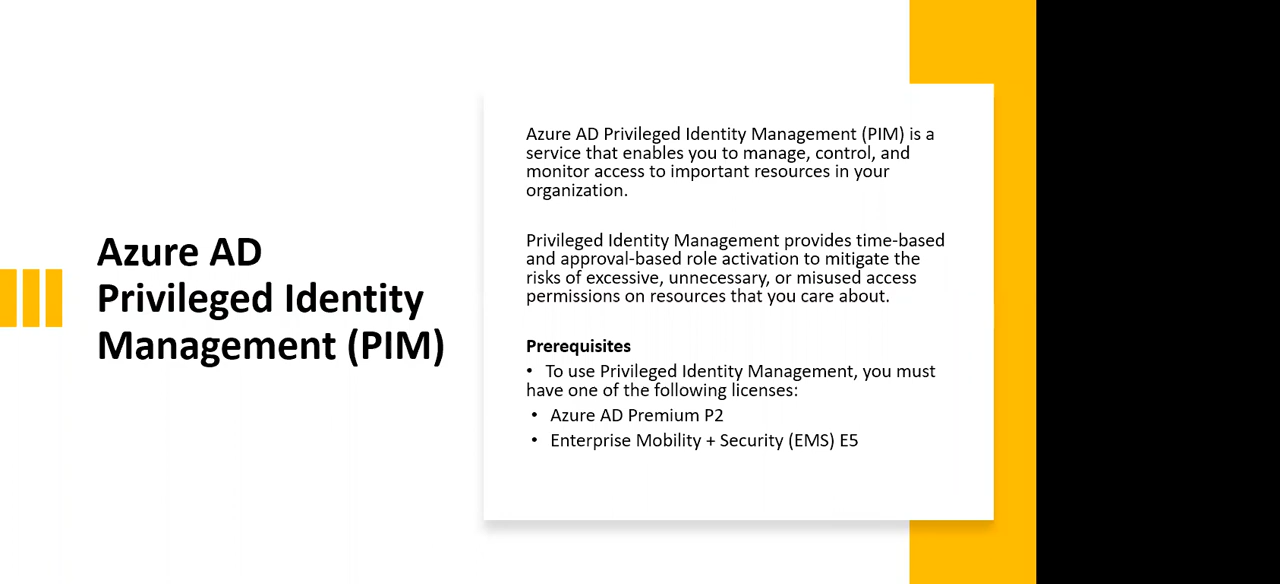 Azure AD
Privileged Identity
Management (PIM)
Azure AD Privileged Identity Management (PIM) is a
service that enables you to manage, control, and
monitor access to important resources in your
organization.
Privileged Identity Management provides time-based
and approval-based role activation to mitigate the
risks of excessive, unnecessary, or misused access
permissions on resources that you care about.
Prerequisites
• To use Privileged Identity Management, you must
have one of the following licenses:
• Azure AD Premium P2
• Enterprise Mobility + Security (EMS) E5